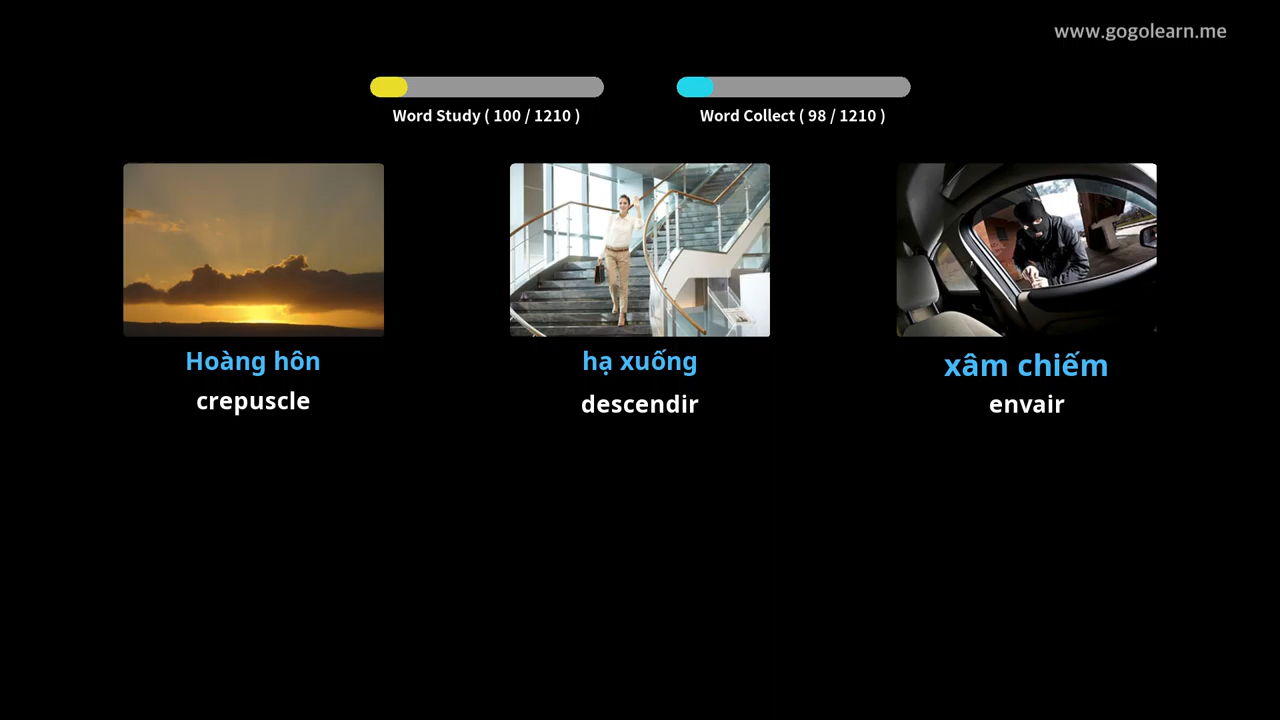 www.gogolearn.me
Word Study ( 100 / 1210 )
Word Collect ( 98 / 1210 )
Hoàng hôn
crepuscle
hạ xuống
descendir
xâm chiếm
envair